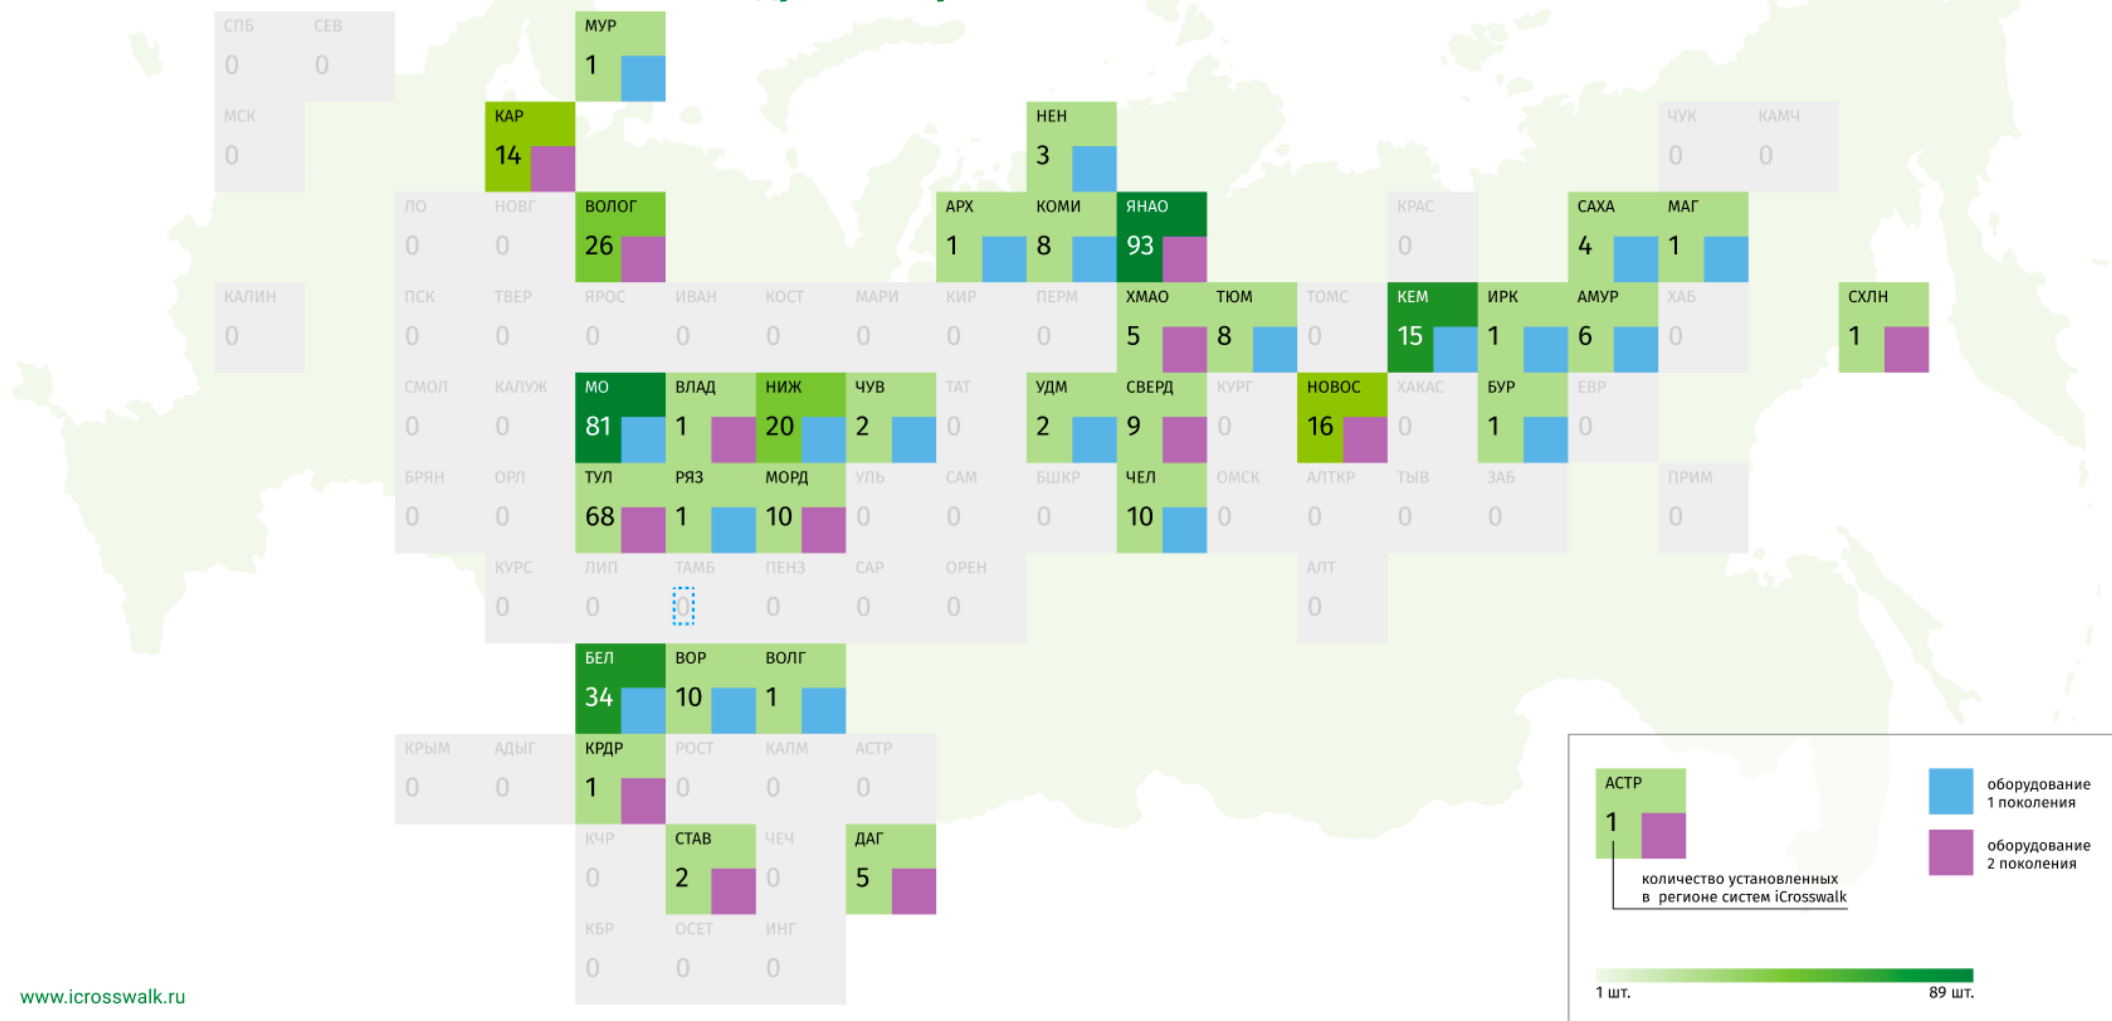 СПБ СЕВ МУР
0 0 1
МСК КАР НЕН ЧУК КАМЧ
0 14 3 0 0
ЛО НОВГ ВОЛОГ АРХ КОМИ ЯНАО КРАС САХА МАГ
0 0 26 1 8 93 0 4 1
КАЛИН ПСК ТВЕР ЯРОС ИВАН КОСТ МАРИ КИР ПЕРМ ХМАО ТЮМ ТОМС КЕМ ИРК АМУР ХАБ СХЛН
0 0 0 0 0 0 0 0 0 5 8 0 15 1 6 0 1
СМОЛ КАЛУЖ МО ВЛАД НИЖ ЧУВ ТАТ УДМ СВЕРД КУРГ НОВОС ХАКАС БУР ЕВР
0 0 81 1 20 2 0 2 9 0 16 0 1 0
БРЯН ОРЛ ТУЛ РЯЗ МОРД УЛЬ САМ БШКР ЧЕЛ ОМСК АЛТКР ТЫВ ЗАБ ПРИМ
0 0 68 1 10 0 0 0 10 0 0 0 0 0
КУРС ЛИП ТАМБ ПЕНЗ САР ОРЕН АЛТ
0 0 0 0 0 0 0
БЕЛ ВОР ВОЛГ
34 10 1
КРЫМ АДЫГ КРДР РОСТ КАЛМ АСТР
0 0 1 0 0 0
КЧР СТАВ ЧЕЧ ДАГ
0 2 0 5
КБР ОСЕТ ИНГ
0 0 0
АСТР
1
количество установленных
в регионе систем iCrosswalk
оборудование
1 поколения
оборудование
2 поколения
1 шт. 89 шт.
www.icrosswalk.ru